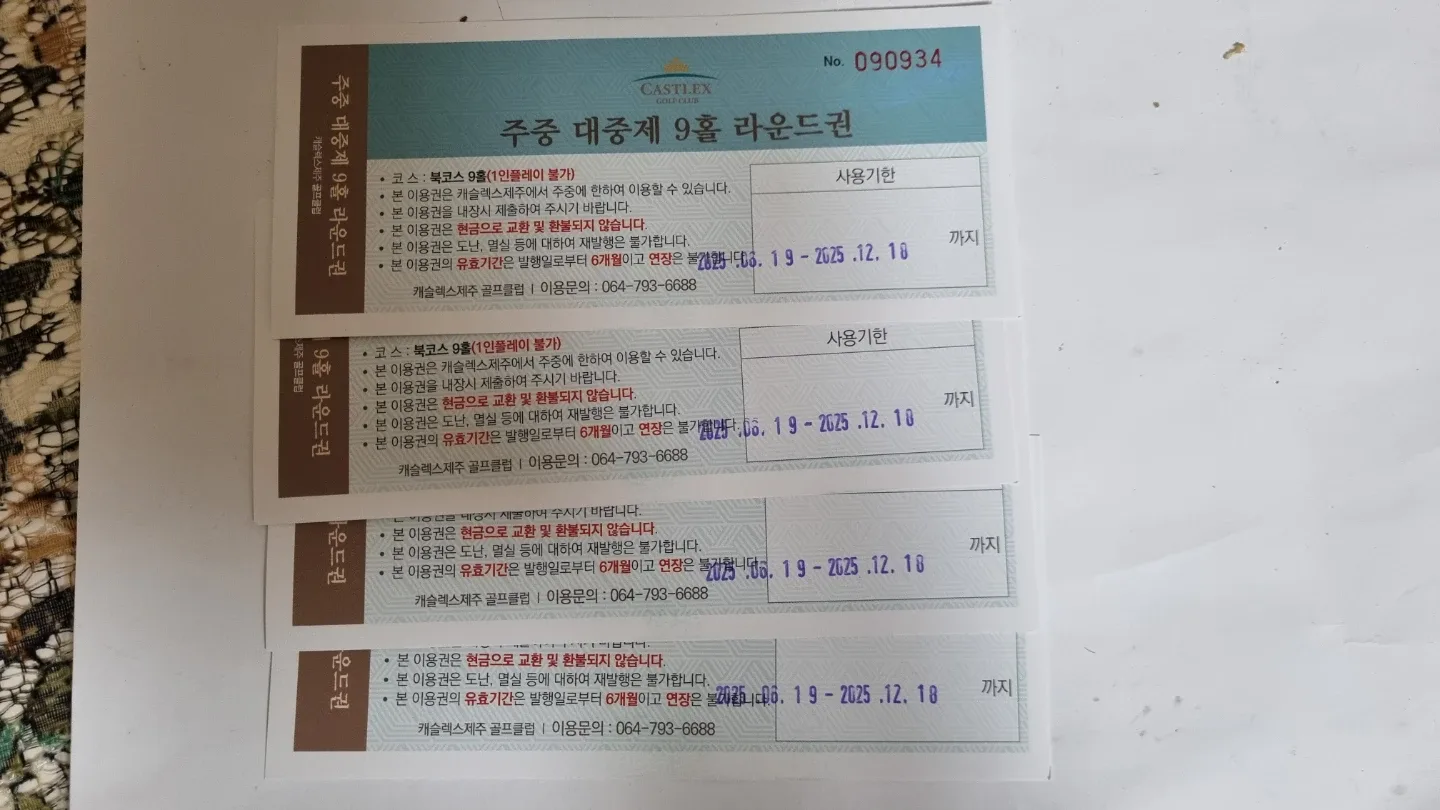 No. 090934
CASTLEX
GOLF CLUB
주중 대중제 9홀 라운드권
주중 대중제 9홀 라운드권
캐슬렉스제주 골프클럽
• 코 스 : 북코스 9홀(1인플레이 불가)
• 본 이용권은 캐슬렉스제주에서 주중에 한하여 이용할 수 있습니다.
• 본 이용권을 내장시 제출하여 주시기 바랍니다.
• 본 이용권은 현금으로 교환 및 환불되지 않습니다.
• 본 이용권은 도난, 멸실 등에 대하여 재발행은 불가합니다.
• 본 이용권의 유효기간은 발행일로부터 6개월이고 연장은 불가합니다.
캐슬렉스제주 골프클럽 | 이용문의 : 064-793-6688
사용기한
2025 .06. 19 - 2025 .12. 18
까지
9홀 라운드권
제주 골프클럽
• 코 스 : 북코스 9홀(1인플레이 불가)
• 본 이용권은 캐슬렉스제주에서 주중에 한하여 이용할 수 있습니다.
• 본 이용권을 내장시 제출하여 주시기 바랍니다.
• 본 이용권은 현금으로 교환 및 환불되지 않습니다.
• 본 이용권은 도난, 멸실 등에 대하여 재발행은 불가합니다.
• 본 이용권의 유효기간은 발행일로부터 6개월이고 연장은 불가합니다.
캐슬렉스제주 골프클럽 | 이용문의 : 064-793-6688
사용기한
2025 .06. 19 - 2025 .12. 18
까지
운드권
• 본 이용권을 내장시 제출하여 주시기 바랍니다.
• 본 이용권은 현금으로 교환 및 환불되지 않습니다.
• 본 이용권은 도난, 멸실 등에 대하여 재발행은 불가합니다.
• 본 이용권의 유효기간은 발행일로부터 6개월이고 연장은 불가합니다.
캐슬렉스제주 골프클럽 | 이용문의 : 064-793-6688
2025 .06. 19 - 2025 .12. 18
까지
운드권
• 본 이용권은 현금으로 교환 및 환불되지 않습니다.
• 본 이용권은 도난, 멸실 등에 대하여 재발행은 불가합니다.
• 본 이용권의 유효기간은 발행일로부터 6개월이고 연장은 불가합니다.
캐슬렉스제주 골프클럽 | 이용문의 : 064-793-6688
2025 .06. 19 - 2025 .12. 18
까지